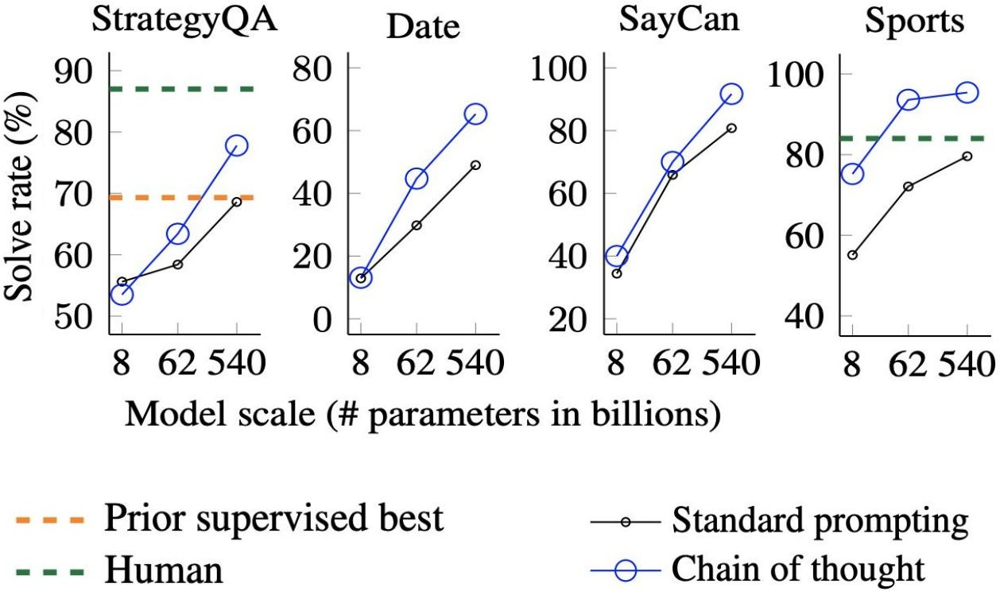 StrategyQA
Date
SayCan
Sports
Solve rate (%)
90
80
70
60
50
8 62 540
80
60
40
20
0
8 62 540
100
80
60
40
20
8 62 540
100
80
60
40
8 62 540
Model scale (# parameters in billions)
Prior supervised best
Human
Standard prompting
Chain of thought